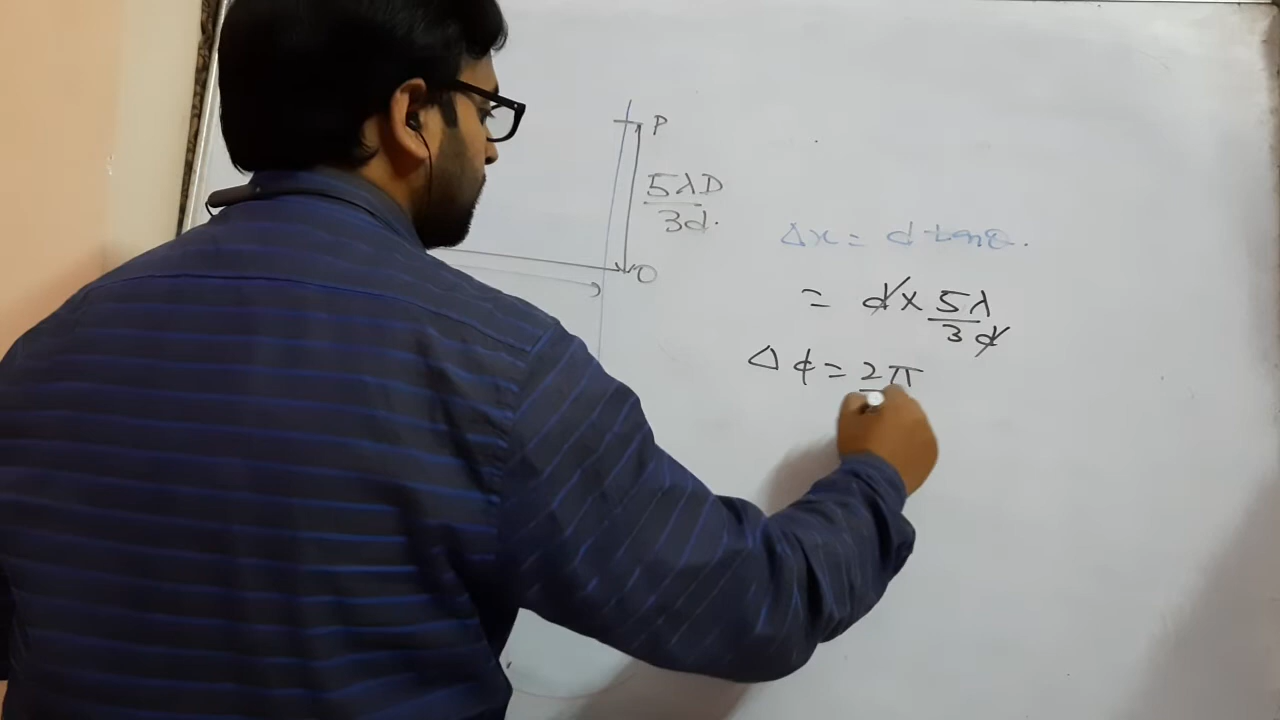 P
5λD
3d.
O
Δx = d tanθ.
= d x 5λ
3d
Δϕ = 2π